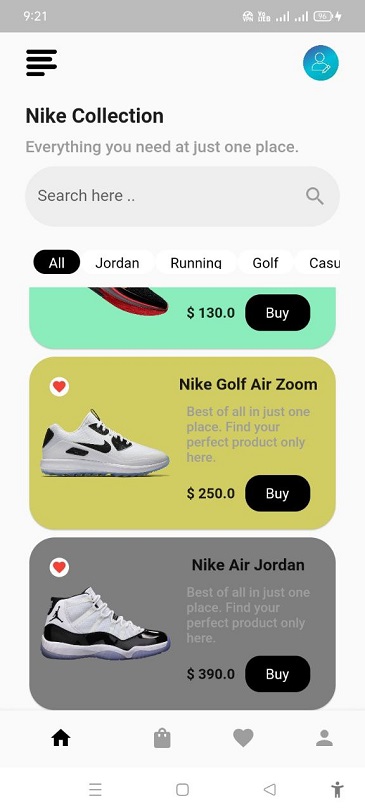 9:21
Yo
LTE B
96
Nike Collection
Everything you need at just one place.
Search here ..
All Jordan Running Golf Casu
$ 130.0 Buy
Nike Golf Air Zoom
Best of all in just one
place. Find your
perfect product only
here.
$ 250.0 Buy
Nike Air Jordan
Best of all in just one
place. Find your
perfect product only
here.
$ 390.0 Buy